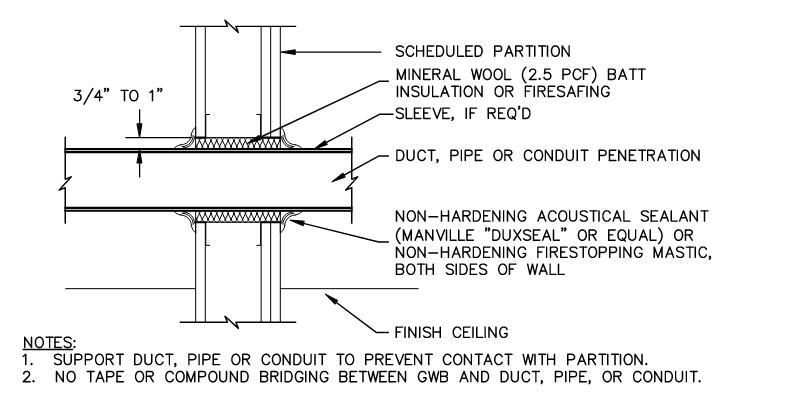 SCHEDULED PARTITION
MINERAL WOOL (2.5 PCF) BATT
INSULATION OR FIRESAFING
3/4" TO 1"
SLEEVE, IF REQ'D
DUCT, PIPE OR CONDUIT PENETRATION
NON-HARDENING ACOUSTICAL SEALANT
(MANVILLE "DUXSEAL" OR EQUAL) OR
NON-HARDENING FIRESTOPPING MASTIC,
BOTH SIDES OF WALL
FINISH CEILING
NOTES:
1. SUPPORT DUCT, PIPE OR CONDUIT TO PREVENT CONTACT WITH PARTITION.
2. NO TAPE OR COMPOUND BRIDGING BETWEEN GWB AND DUCT, PIPE, OR CONDUIT.